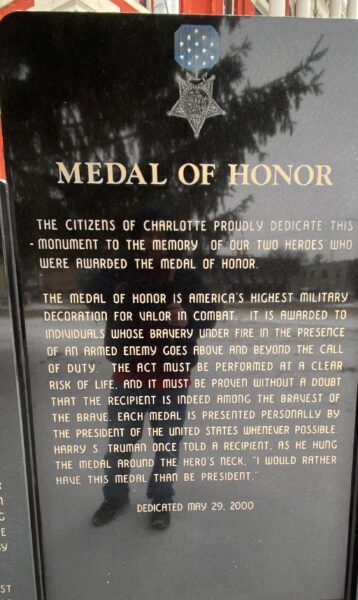 MEDAL OF HONOR
THE CITIZENS OF CHARLOTTE PROUDLY DEDICATE THIS
- MONUMENT TO THE MEMORY OF OUR TWO HEROES WHO
WERE AWARDED THE MEDAL OF HONOR.
THE MEDAL OF HONOR IS AMERICA'S HIGHEST MILITARY
DECORATION FOR VALOR IN COMBAT. IT IS AWARDED TO
INDIVIDUALS WHOSE BRAVERY UNDER FIRE IN THE PRESENCE
OF AN ARMED ENEMY GOES ABOVE AND BEYOND THE CALL
OF DUTY. THE ACT MUST BE PERFORMED AT A CLEAR
RISK OF LIFE, AND IT MUST BE PROVEN WITHOUT A DOUBT
THAT THE RECIPIENT IS INDEED AMONG THE BRAVEST OF
THE BRAVE. EACH MEDAL IS PRESENTED PERSONALLY BY
THE PRESIDENT OF THE UNITED STATES WHENEVER POSSIBLE.
HARRY S. TRUMAN ONCE TOLD A RECIPIENT, AS HE HUNG
THE MEDAL AROUND THE HERO'S NECK, "I WOULD RATHER
HAVE THIS MEDAL THAN BE PRESIDENT."
DEDICATED MAY 29, 2000